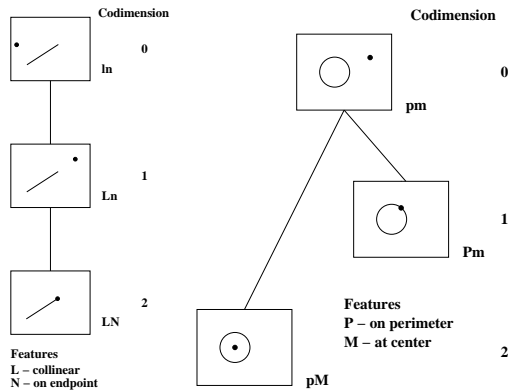 Codimension
0
ln
1
Ln
2
LN
Features
L – collinear
N – on endpoint
Codimension
0
pm
1
Pm
Features
P – on perimeter
M – at center
2
pM